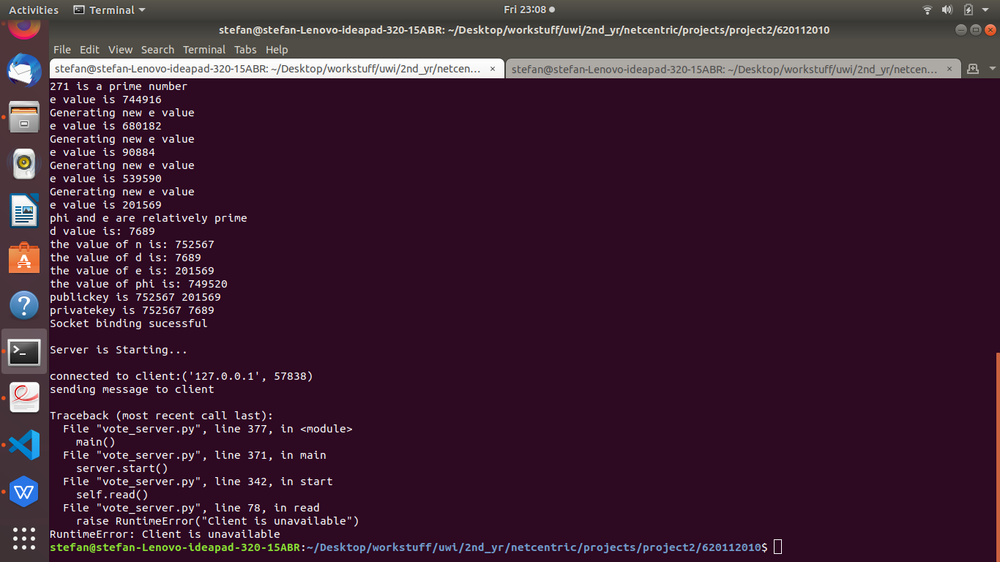 Activities Terminal Fri 23:08
stefan@stefan-Lenovo-ideapad-320-15ABR: ~/Desktop/workstuff/uwi/2nd_yr/netcentric/projects/project2/620112010
File Edit View Search Terminal Tabs Help
stefan@stefan-Lenovo-ideapad-320-15ABR: ~/Desktop/workstuff/uwi/2nd_yr/netcen... × stefan@stefan-Lenovo-ideapad-320-15ABR: ~/Desktop/workstuff/uwi/2nd_yr/netcen... ×
271 is a prime number
e value is 744916
Generating new e value
e value is 680182
Generating new e value
e value is 90884
Generating new e value
e value is 539590
Generating new e value
e value is 201569
phi and e are relatively prime
d value is: 7689
the value of n is: 752567
the value of d is: 7689
the value of e is: 201569
the value of phi is: 749520
publickey is 752567 201569
privatekey is 752567 7689
Socket binding sucessful
Server is Starting...
connected to client:('127.0.0.1', 57838)
sending message to client
Traceback (most recent call last):
  File "vote_server.py", line 377, in <module>
    main()
  File "vote_server.py", line 371, in main
    server.start()
  File "vote_server.py", line 342, in start
    self.read()
  File "vote_server.py", line 78, in read
    raise RuntimeError("Client is unavailable")
RuntimeError: Client is unavailable
stefan@stefan-Lenovo-ideapad-320-15ABR:~/Desktop/workstuff/uwi/2nd_yr/netcentric/projects/project2/620112010$